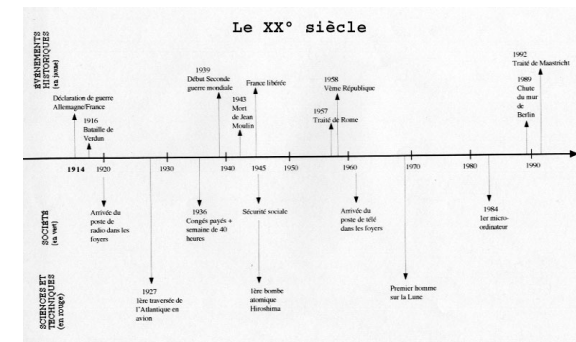 Le XX° siècle
ÉVÉNEMENTS
HISTORIQUES
(en jaune)
Déclaration de guerre
Allemagne/France
1916
Bataille de
Verdun
1939
Début Seconde
guerre mondiale
1943
Mort
de Jean
Moulin
France libérée
1957
Traité de Rome
1958
Vème République
1989
Chute
du mur
de
Berlin
1992
Traité de Maastricht
1914
1920
1930
1940
1945
1950
1960
1970
1980
1990
SOCIÉTÉ
(en vert)
Arrivée du
poste de
radio dans les
foyers
1936
Congés payés +
semaine de 40
heures
Sécurité sociale
Arrivée du
poste de télé
dans les foyers
1984
1er micro-
ordinateur
SCIENCES ET
TECHNIQUES
(en rouge)
1927
1ère traversée de
l'Atlantique en
avion
1ère bombe
atomique
Hiroshima
Premier homme
sur la Lune